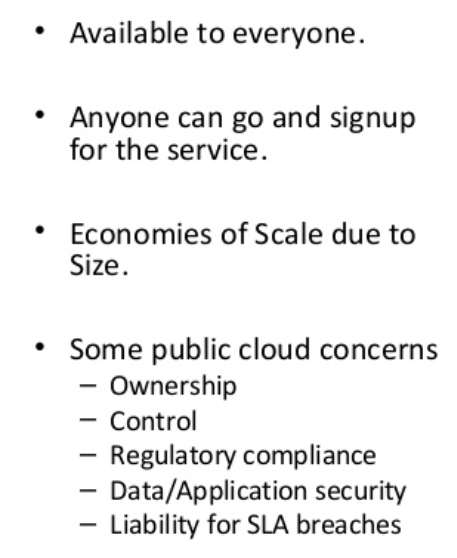 • Available to everyone.
• Anyone can go and signup
for the service.
• Economies of Scale due to
Size.
• Some public cloud concerns
– Ownership
– Control
– Regulatory compliance
– Data/Application security
– Liability for SLA breaches